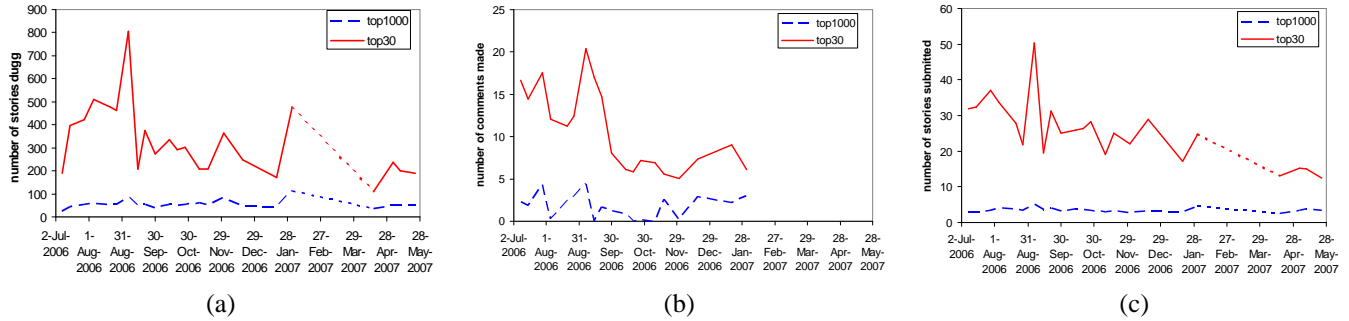 number of stories dugg
900
800
700
600
500
400
300
200
100
0
top1000
top30
2-Jul- 1- 31- 30- 30- 29- 29- 28- 27- 29- 28- 28-
2006 Aug- Aug- Sep- Oct- Nov- Dec- Jan- Feb- Mar- Apr- May-
2006 2006 2006 2006 2006 2006 2007 2007 2007 2007 2007
(a)
number of comments made
25
20
15
10
5
0
top1000
top30
2-Jul- 1- 31- 30- 30- 29- 29- 28- 27- 29- 28- 28-
2006 Aug- Aug- Sep- Oct- Nov- Dec- Jan- Feb- Mar- Apr- May-
2006 2006 2006 2006 2006 2006 2007 2007 2007 2007 2007
(b)
number of stories submitted
60
50
40
30
20
10
0
top1000
top30
2-Jul- 1- 31- 30- 30- 29- 29- 28- 27- 29- 28- 28-
2006 Aug- Aug- Sep- Oct- Nov- Dec- Jan- Feb- Mar- Apr- May-
2006 2006 2006 2006 2006 2006 2007 2007 2007 2007 2007
(c)